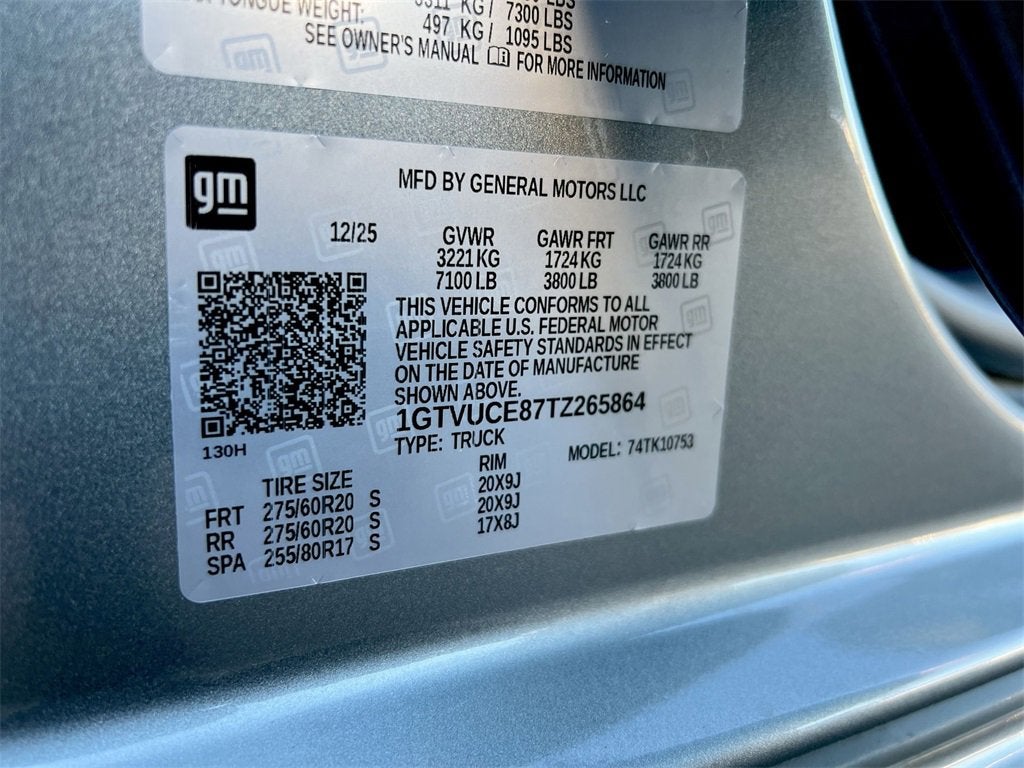 TONGUE WEIGHT:
KG / 7300 LBS
497 KG / 1095 LBS
SEE OWNER'S MANUAL FOR MORE INFORMATION
gm
MFD BY GENERAL MOTORS LLC
12/25 GVWR GAWR FRT GAWR RR
3221 KG 1724 KG 1724 KG
7100 LB 3800 LB 3800 LB
THIS VEHICLE CONFORMS TO ALL
APPLICABLE U.S. FEDERAL MOTOR
VEHICLE SAFETY STANDARDS IN EFFECT
ON THE DATE OF MANUFACTURE
SHOWN ABOVE.
1GTVUCE87TZ265864
TYPE: TRUCK MODEL: 74TK10753
130H
TIRE SIZE RIM
FRT 275/60R20 S 20X9J
RR 275/60R20 S 20X9J
SPA 255/80R17 S 17X8J